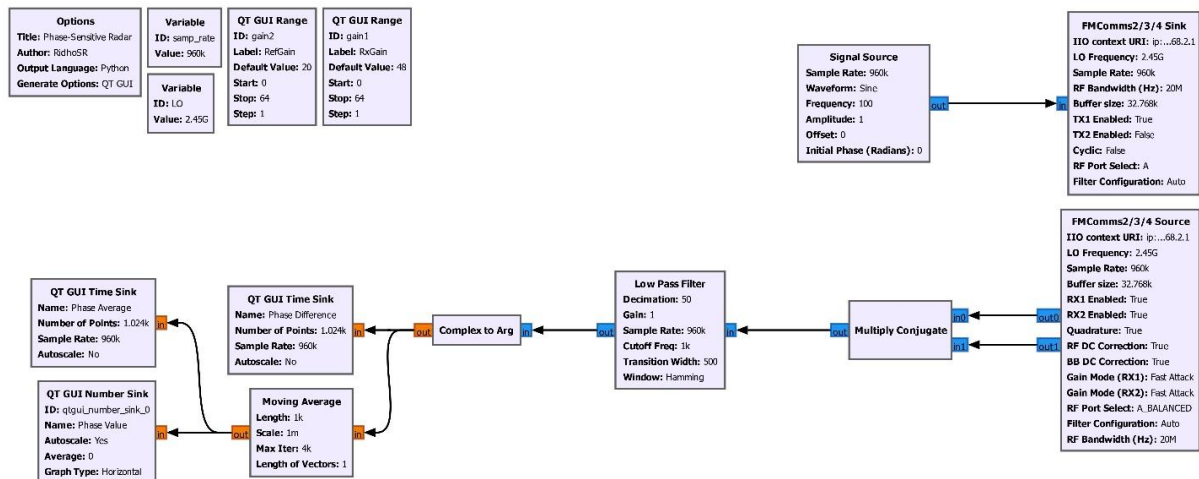 Options
Title: Phase-Sensitive Radar
Author: RidhoSR
Output Language: Python
Generate Options: QT GUI
Variable
ID: samp_rate
Value: 960k
Variable
ID: LO
Value: 2.45G
QT GUI Range
ID: gain2
Label: RefGain
Default Value: 20
Start: 0
Stop: 64
Step: 1
QT GUI Range
ID: gain1
Label: RxGain
Default Value: 48
Start: 0
Stop: 64
Step: 1
Signal Source
Sample Rate: 960k
Waveform: Sine
Frequency: 100
Amplitude: 1
Offset: 0
Initial Phase (Radians): 0
out
in
FMComms2/3/4 Sink
IIO context URI: ip:...68.2.1
LO Frequency: 2.45G
Sample Rate: 960k
RF Bandwidth (Hz): 20M
Buffer size: 32.768k
TX1 Enabled: True
TX2 Enabled: False
Cyclic: False
RF Port Select: A
Filter Configuration: Auto
QT GUI Time Sink
Name: Phase Average
Number of Points: 1.024k
Sample Rate: 960k
Autoscale: No
in
QT GUI Number Sink
ID: qtgui_number_sink_0
Name: Phase Value
Autoscale: Yes
Average: 0
Graph Type: Horizontal
in
QT GUI Time Sink
Name: Phase Difference
Number of Points: 1.024k
Sample Rate: 960k
Autoscale: No
in
Moving Average
Length: 1k
Scale: 1m
Max Iter: 4k
Length of Vectors: 1
out
in
out
Complex to Arg
in
Low Pass Filter
Decimation: 50
Gain: 1
Sample Rate: 960k
Cutoff Freq: 1k
Transition Width: 500
Window: Hamming
out
in
out
Multiply Conjugate
in0
in1
out0
out1
FMComms2/3/4 Source
IIO context URI: ip:...68.2.1
LO Frequency: 2.45G
Sample Rate: 960k
Buffer size: 32.768k
RX1 Enabled: True
RX2 Enabled: True
Quadrature: True
RF DC Correction: True
BB DC Correction: True
Gain Mode (RX1): Fast Attack
Gain Mode (RX2): Fast Attack
RF Port Select: A_BALANCED
Filter Configuration: Auto
RF Bandwidth (Hz): 20M